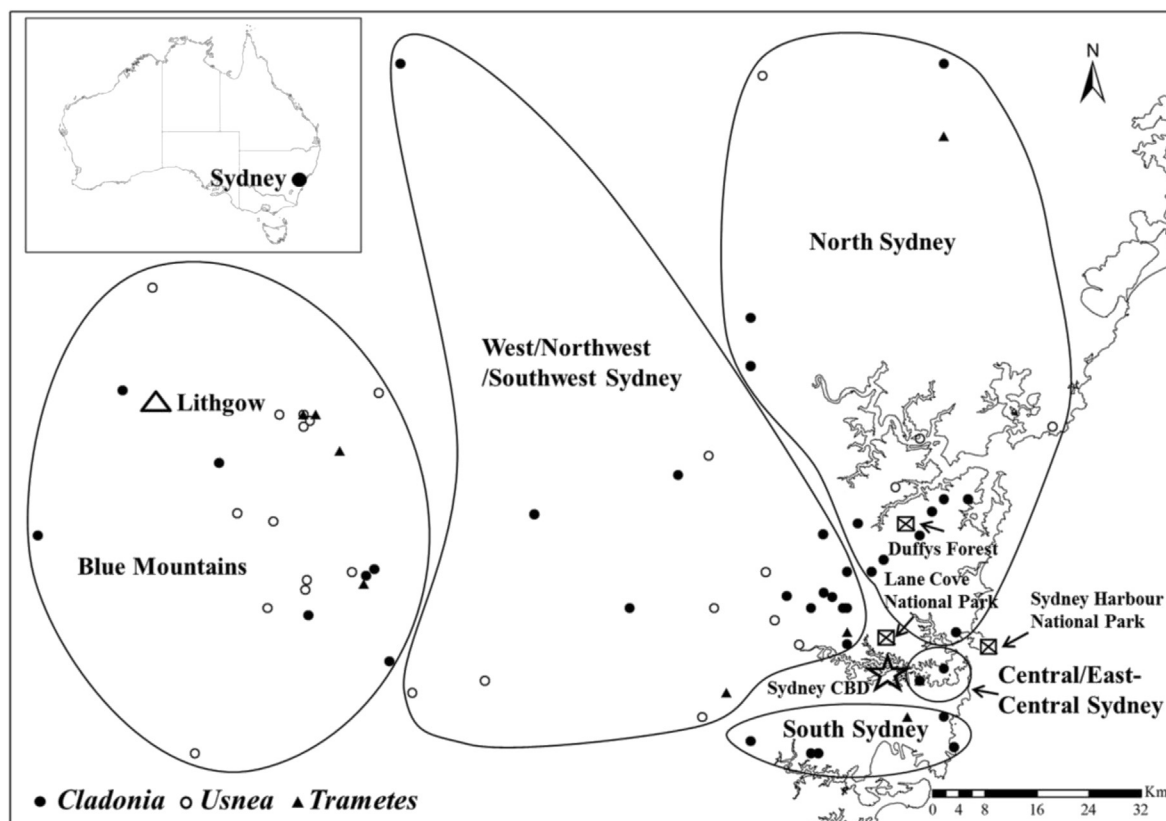 N
Sydney
North Sydney
West/Northwest
/Southwest Sydney
Lithgow
Blue Mountains
Duffys Forest
Lane Cove
National Park
Sydney Harbour
National Park
Sydney CBD
Central/East-
Central Sydney
South Sydney
Cladonia Usnea Trametes
Km
0 4 8 16 24 32